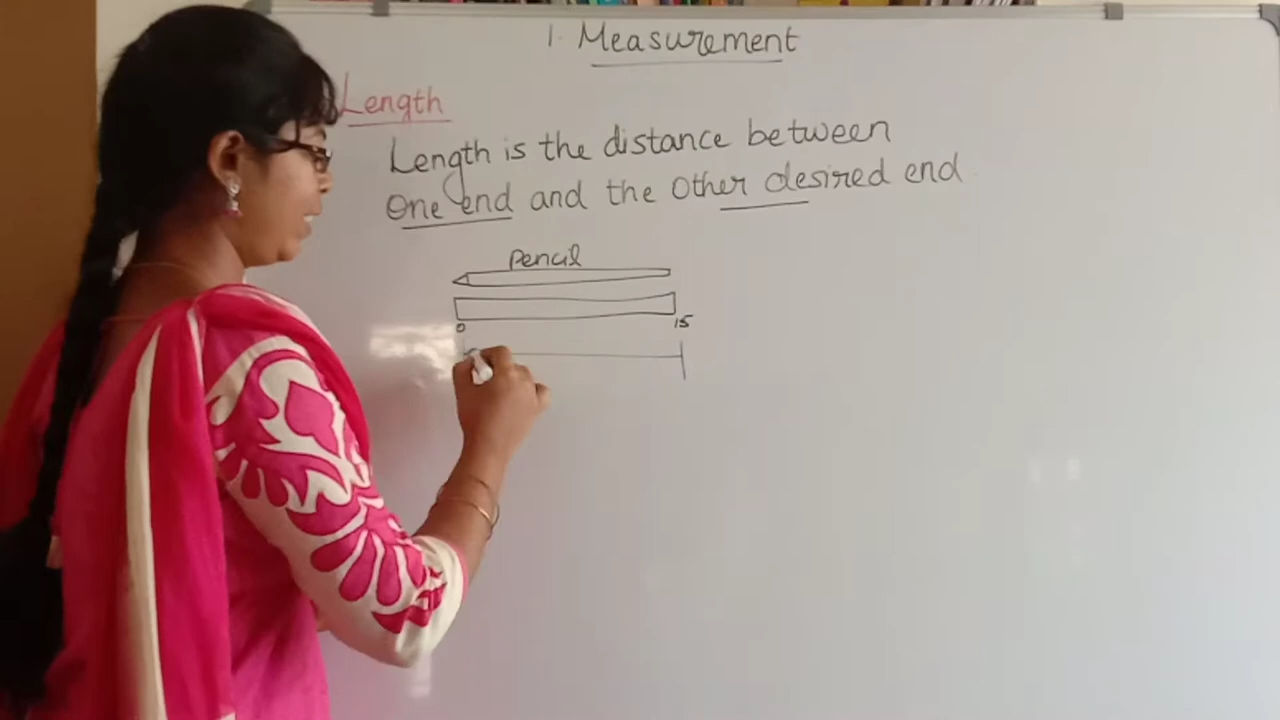 1. Measurement
Length
Length is the distance between
One end and the Other desired end
Pencil
0 15